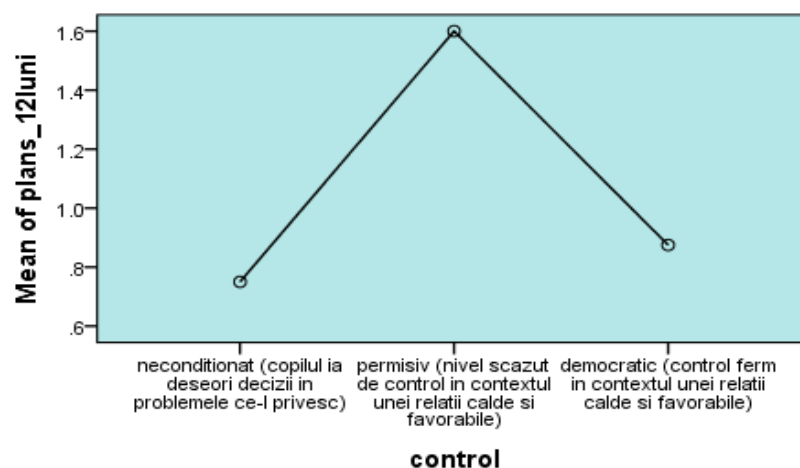 Mean of plans_12luni
1.6
1.4
1.2
1.0
.8
.6
neconditionat (copilul ia
deseori decizii in
problemele ce-l privesc)
permisiv (nivel scazut
de control in contextul
unei relatii calde si
favorabile)
democratic (control ferm
in contextul unei relatii
calde si favorabile)
control